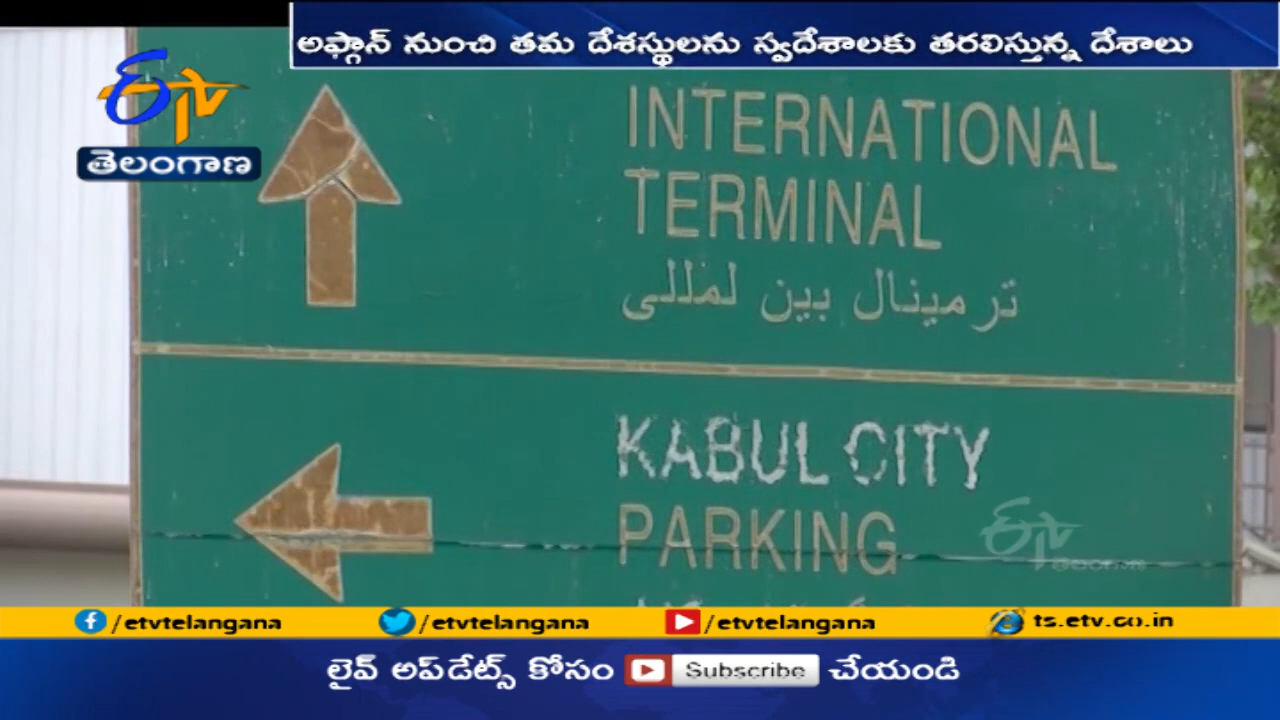 అఫ్గాన్ నుంచి తమ దేశస్థులను స్వదేశాలకు తరలిస్తున్న దేశాలు
ETV
తెలంగాణ
INTERNATIONAL
TERMINAL
ترمینال بین لمللی
KABUL CITY
PARKING
/etvtelangana
/etvtelangana
/etvtelangana
ts.etv.co.in
లైవ్ అప్‌డేట్స్ కోసం Subscribe చేయండి